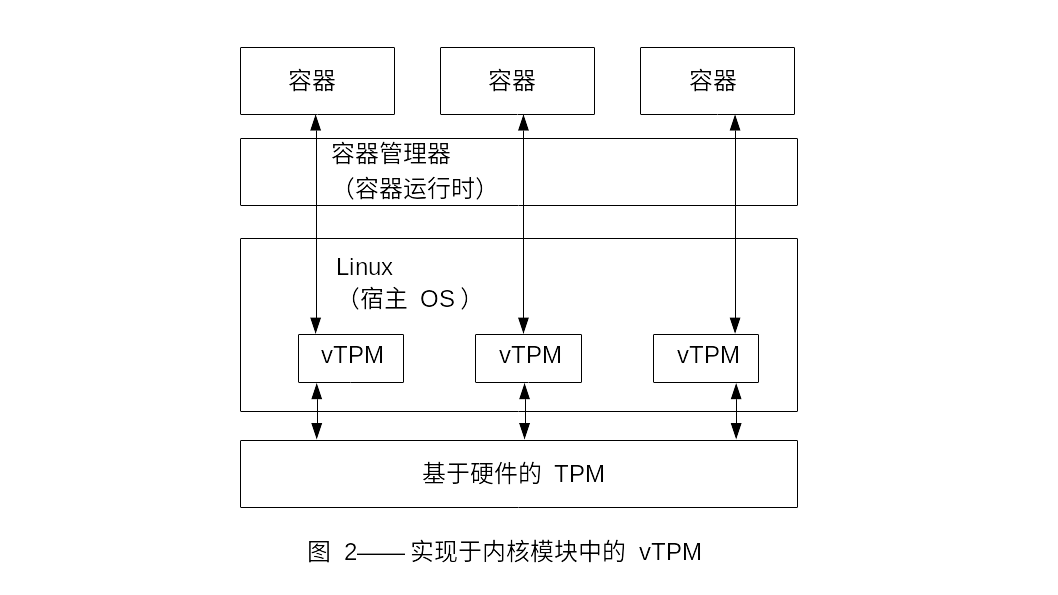 容器 容器 容器
容器管理器
（容器运行时）
Linux
（宿主 OS ）
vTPM vTPM vTPM
基于硬件的 TPM
图 2—— 实现于内核模块中的 vTPM